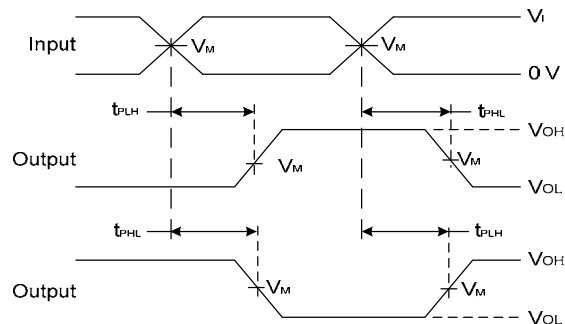 VI
Input VM VM
0 V
tPLH tPHL
VOH
Output VM VM
VOL
tPHL tPLH
VOH
Output VM VM
VOL